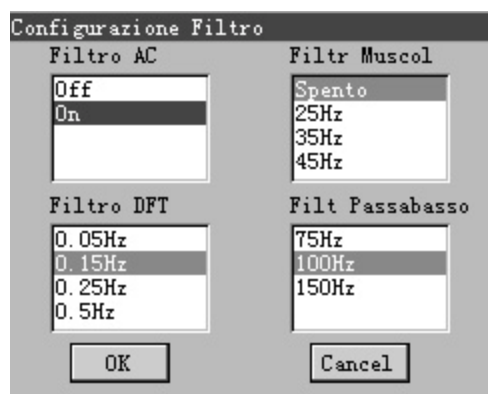 Configurazione Filtro
Filtro AC
Off
On
Filtr Muscol
Spento
25Hz
35Hz
45Hz
Filtro DFT
0.05Hz
0.15Hz
0.25Hz
0.5Hz
Filt Passabasso
75Hz
100Hz
150Hz
OK
Cancel